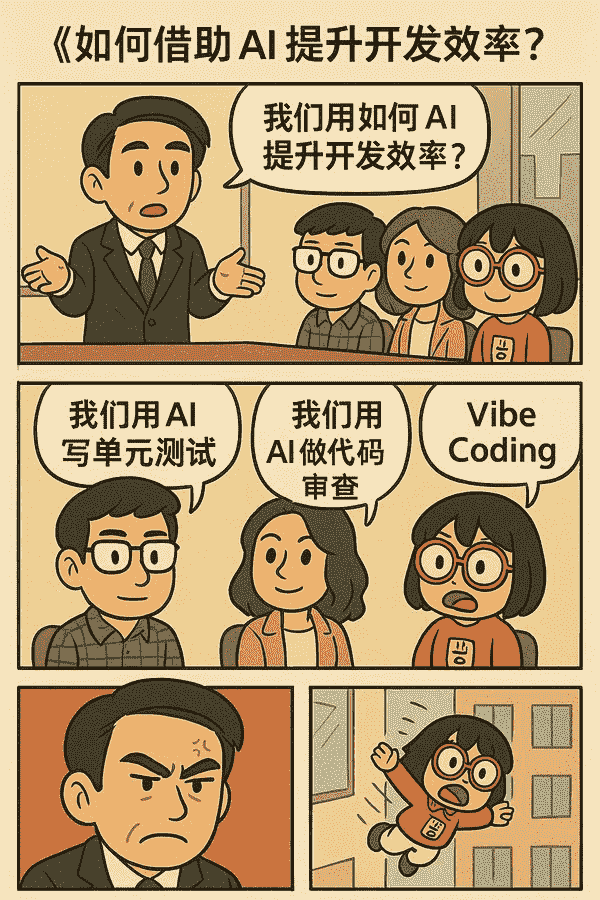 《如何借助 AI 提升开发效率？
我们用如何 AI
提升开发效率？
我们用 AI
写单元测试
我们用
AI 做代码
审查
Vibe
Coding